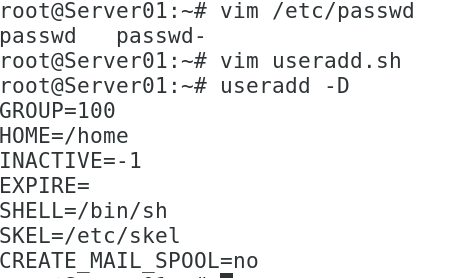 root@Server01:~# vim /etc/passwd
passwd   passwd-
root@Server01:~# vim useradd.sh
root@Server01:~# useradd -D
GROUP=100
HOME=/home
INACTIVE=-1
EXPIRE=
SHELL=/bin/sh
SKEL=/etc/skel
CREATE_MAIL_SPOOL=no